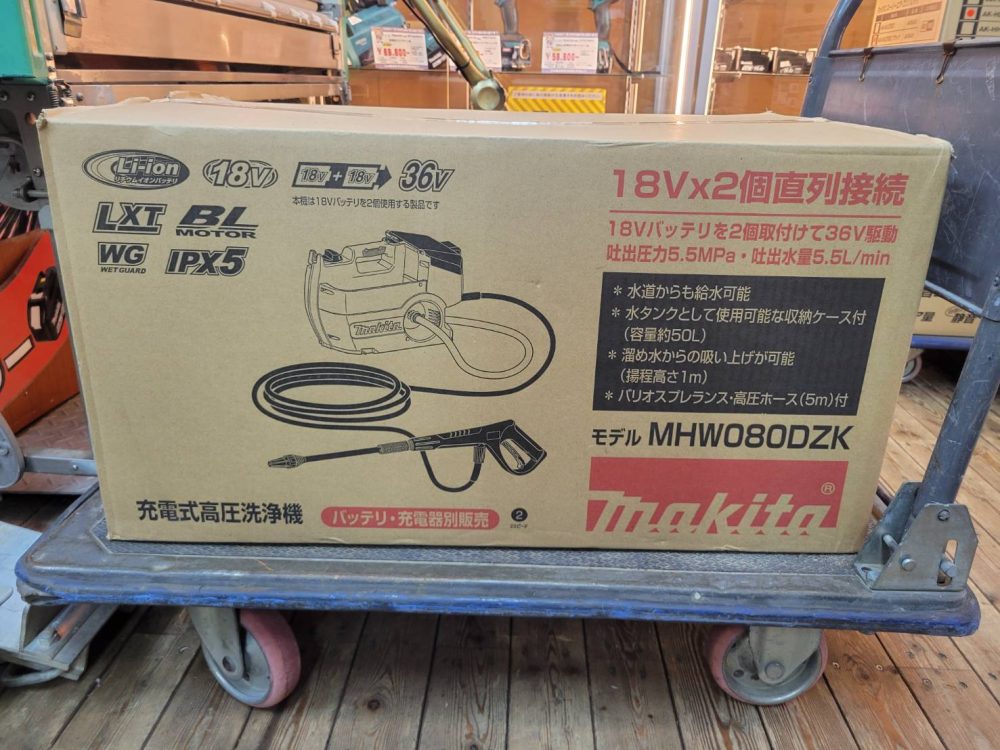 ¥69,800-
¥59,800-
Li-ion
リチウムイオンバッテリ
18V
18V + 18V
36V
本機は18Vバッテリを2個使用する製品です
LXT
BL
MOTOR
WG
WET GUARD
IPX5
makita
充電式高圧洗浄機
バッテリ・充電器別販売
2
スピード
18Vx2個直列接続
18Vバッテリを2個取付けて36V駆動
吐出圧力5.5MPa・吐出水量5.5L/min
* 水道からも給水可能
* 水タンクとして使用可能な収納ケース付
(容量約50L)
* 溜め水からの吸い上げが可能
(揚程高さ1m)
* バリオスプレランス・高圧ホース(5m)付
モデル MHW080DZK
makita®